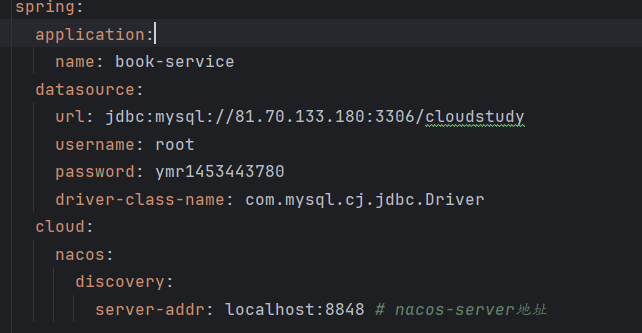 spring:
application:
name: book-service
datasource:
url: jdbc:mysql://81.70.133.180:3306/cloudstudy
username: root
password: ymr1453443780
driver-class-name: com.mysql.cj.jdbc.Driver
cloud:
nacos:
discovery:
server-addr: localhost:8848 # nacos-server地址